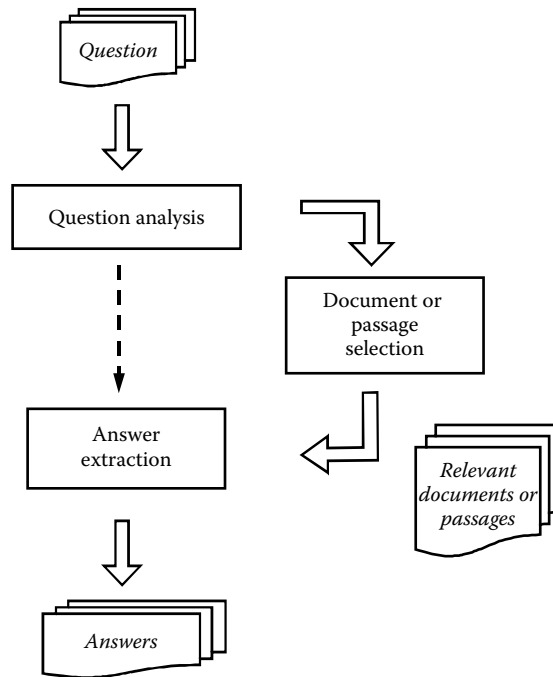 Question
Question analysis
Document or
passage
selection
Answer
extraction
Relevant
documents or
passages
Answers